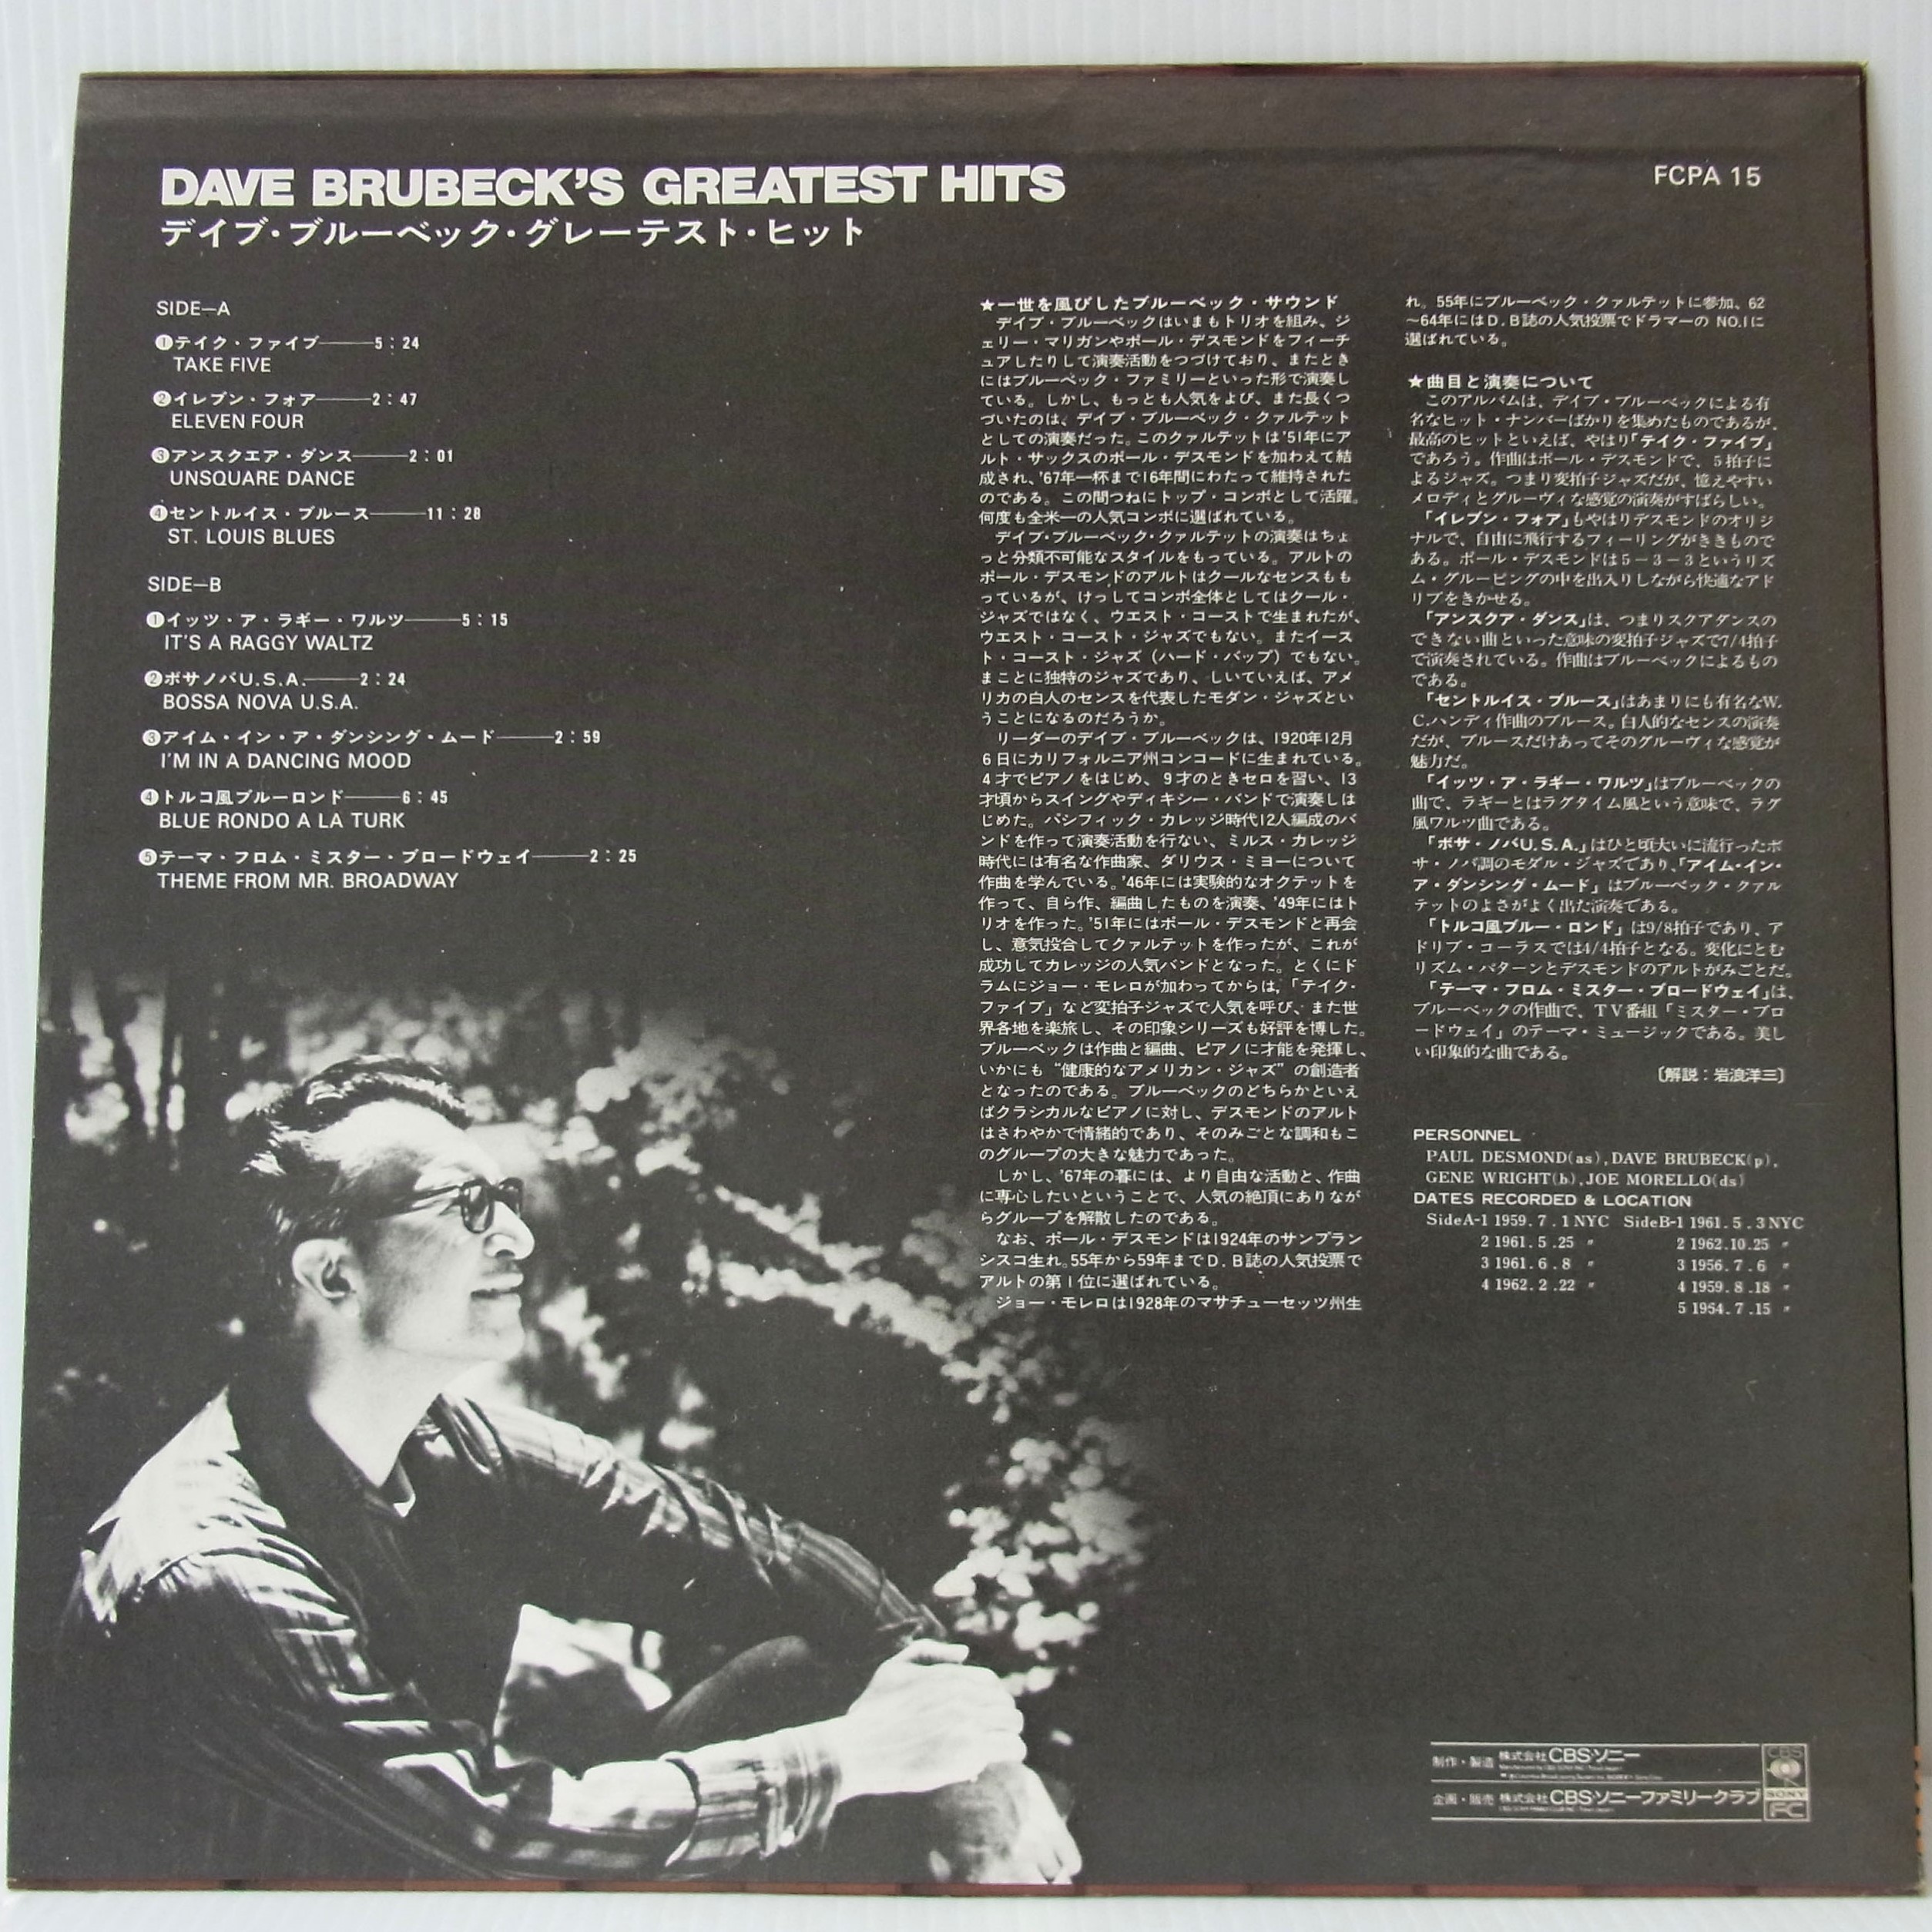 DAVE BRUBECK'S GREATEST HITS
デイブ・ブルーベック・グレーテスト・ヒット
FCPA 15
SIDE—A
❶テイク・ファイブ——5：24
TAKE FIVE
❷イレブン・フォア——2：47
ELEVEN FOUR
❸アンスクエア・ダンス——2：01
UNSQUARE DANCE
❹セントルイス・ブルース——11：28
ST. LOUIS BLUES
SIDE—B
❶イッツ・ア・ラギー・ワルツ——5：15
IT'S A RAGGY WALTZ
❷ボサノバU.S.A.——2：24
BOSSA NOVA U.S.A.
❸アイム・イン・ア・ダンシング・ムード——2：59
I'M IN A DANCING MOOD
❹トルコ風ブルーロンド——6：45
BLUE RONDO A LA TURK
❺テーマ・フロム・ミスター・ブロードウェイ——2：25
THEME FROM MR. BROADWAY
★一世を風びしたブルーベック・サウンド
デイブ・ブルーベックはいまもトリオを組み、ジ
ェリー・マリガンやポール・デスモンドをフィーチ
ュアしたりして演奏活動をつづけており、またとき
にはブルーベック・ファミリーといった形で演奏し
ている。しかし、もっとも人気をよび、また長くつ
づいたのは、デイブ・ブルーベック・クァルテット
としての演奏だった。このクァルテットは'51年にア
ルト・サックスのポール・デスモンドを加わえて結
成され、'67年一杯まで16年間にわたって維持された
のである。この間つねにトップ・コンボとして活躍。
何度も全米一の人気コンボに選ばれている。
デイブ・ブルーベック・クァルテットの演奏はちょ
っと分類不可能なスタイルをもっている。アルトの
ポール・デスモンドのアルトはクールなセンスもも
っているが、けっしてコンボ全体としてはクール・
ジャズではなく、ウエスト・コーストで生まれたが、
ウエスト・コースト・ジャズでもない。またイース
ト・コースト・ジャズ（ハード・バップ）でもない。
まことに独特のジャズであり、しいていえば、アメ
リカの白人のセンスを代表したモダン・ジャズとい
うことになるのだろうか。
リーダーのデイブ・ブルーベックは、1920年12月
6日にカリフォルニア州コンコードに生まれている。
4才でピアノをはじめ、9才のときセロを習い、13
才頃からスイングやディキシー・バンドで演奏しは
じめた。パシフィック・カレッジ時代12人編成のバ
ンドを作って演奏活動を行ない、ミルス・カレッジ
時代には有名な作曲家、ダリウス・ミヨーについて
作曲を学んでいる。'46年には実験的なオクテットを
作って、自ら作、編曲したものを演奏、'49年にはト
リオを作った。'51年にはポール・デスモンドと再会
し、意気投合してクァルテットを作ったが、これが
成功してカレッジの人気バンドとなった。とくにド
ラムにジョー・モレロが加わってからは、「テイク・
ファイブ」など変拍子ジャズで人気を呼び、また世
界各地を楽旅し、その印象シリーズも好評を博した。
ブルーベックは作曲と編曲、ピアノに才能を発揮し、
いかにも“健康的なアメリカン・ジャズ”の創造者
となったのである。ブルーベックのどちらかといえ
ばクラシカルなピアノに対し、デスモンドのアルト
はさわやかで情緒的であり、そのみごとな調和もこ
のグループの大きな魅力であった。
しかし、'67年の暮には、より自由な活動と、作曲
に専心したいということで、人気の絶頂にありなが
らグループを解散したのである。
なお、ポール・デスモンドは1924年のサンフラン
シスコ生れ。55年から59年までD.B誌の人気投票で
アルトの第1位に選ばれている。
ジョー・モレロは1928年のマサチューセッツ州生
れ。55年にブルーベック・クァルテットに参加、62
〜64年にはD.B誌の人気投票でドラマーの NO.1に
選ばれている。
★曲目と演奏について
このアルバムは、デイブ・ブルーベックによる有
名なヒット・ナンバーばかりを集めたものであるが、
最高のヒットといえば、やはり「テイク・ファイブ」
であろう。作曲はポール・デスモンドで、5拍子に
よるジャズ。つまり変拍子ジャズだが、憶えやすい
メロディとグルーヴィな感覚の演奏がすばらしい。
「イレブン・フォア」もやはりデスモンドのオリジ
ナルで、自由に飛行するフィーリングがききもので
ある。ポール・デスモンドは5－3－3というリズ
ム・グルーピングの中を出入りしながら快適なアド
リブをきかせる。
「アンスクア・ダンス」は、つまりスクアダンスの
できない曲といった意味の変拍子ジャズで7/4拍子
で演奏されている。作曲はブルーベックによるもの
である。
「セントルイス・ブルース」はあまりにも有名なW.
C.ハンディ作曲のブルース。白人的なセンスの演奏
だが、ブルースだけあってそのグルーヴィな感覚が
魅力だ。
「イッツ・ア・ラギー・ワルツ」はブルーベックの
曲で、ラギーとはラグタイム風という意味で、ラグ
風ワルツ曲である。
「ボサ・ノバU.S.A.」はひと頃大いに流行ったボ
サ・ノバ調のモダル・ジャズであり、「アイム・イン・
ア・ダンシング・ムード」はブルーベック・クァル
テットのよさがよく出た演奏である。
「トルコ風ブルー・ロンド」は9/8拍子であり、ア
ドリブ・コーラスでは4/4拍子となる。変化にとむ
リズム・パターンとデスモンドのアルトがみごとだ。
「テーマ・フロム・ミスター・ブロードウェイ」は、
ブルーベックの作曲で、TV番組「ミスター・ブロ
ードウェイ」のテーマ・ミュージックである。美し
い印象的な曲である。
〔解説：岩浪洋三〕
PERSONNEL
PAUL DESMOND(as), DAVE BRUBECK(p),
GENE WRIGHT(b), JOE MORELLO(ds)
DATES RECORDED & LOCATION
SideA-1 1959.7.1 NYC SideB-1 1961.5.3 NYC
2 1961.5.25 〃 2 1962.10.25 〃
3 1961.6.8 〃 3 1956.7.6 〃
4 1962.2.22 〃 4 1959.8.18 〃
5 1954.7.15 〃
制作・製造 株式会社CBS・ソニー
企画・販売 株式会社CBS・ソニーファミリークラブ
CBS
SONY
FC